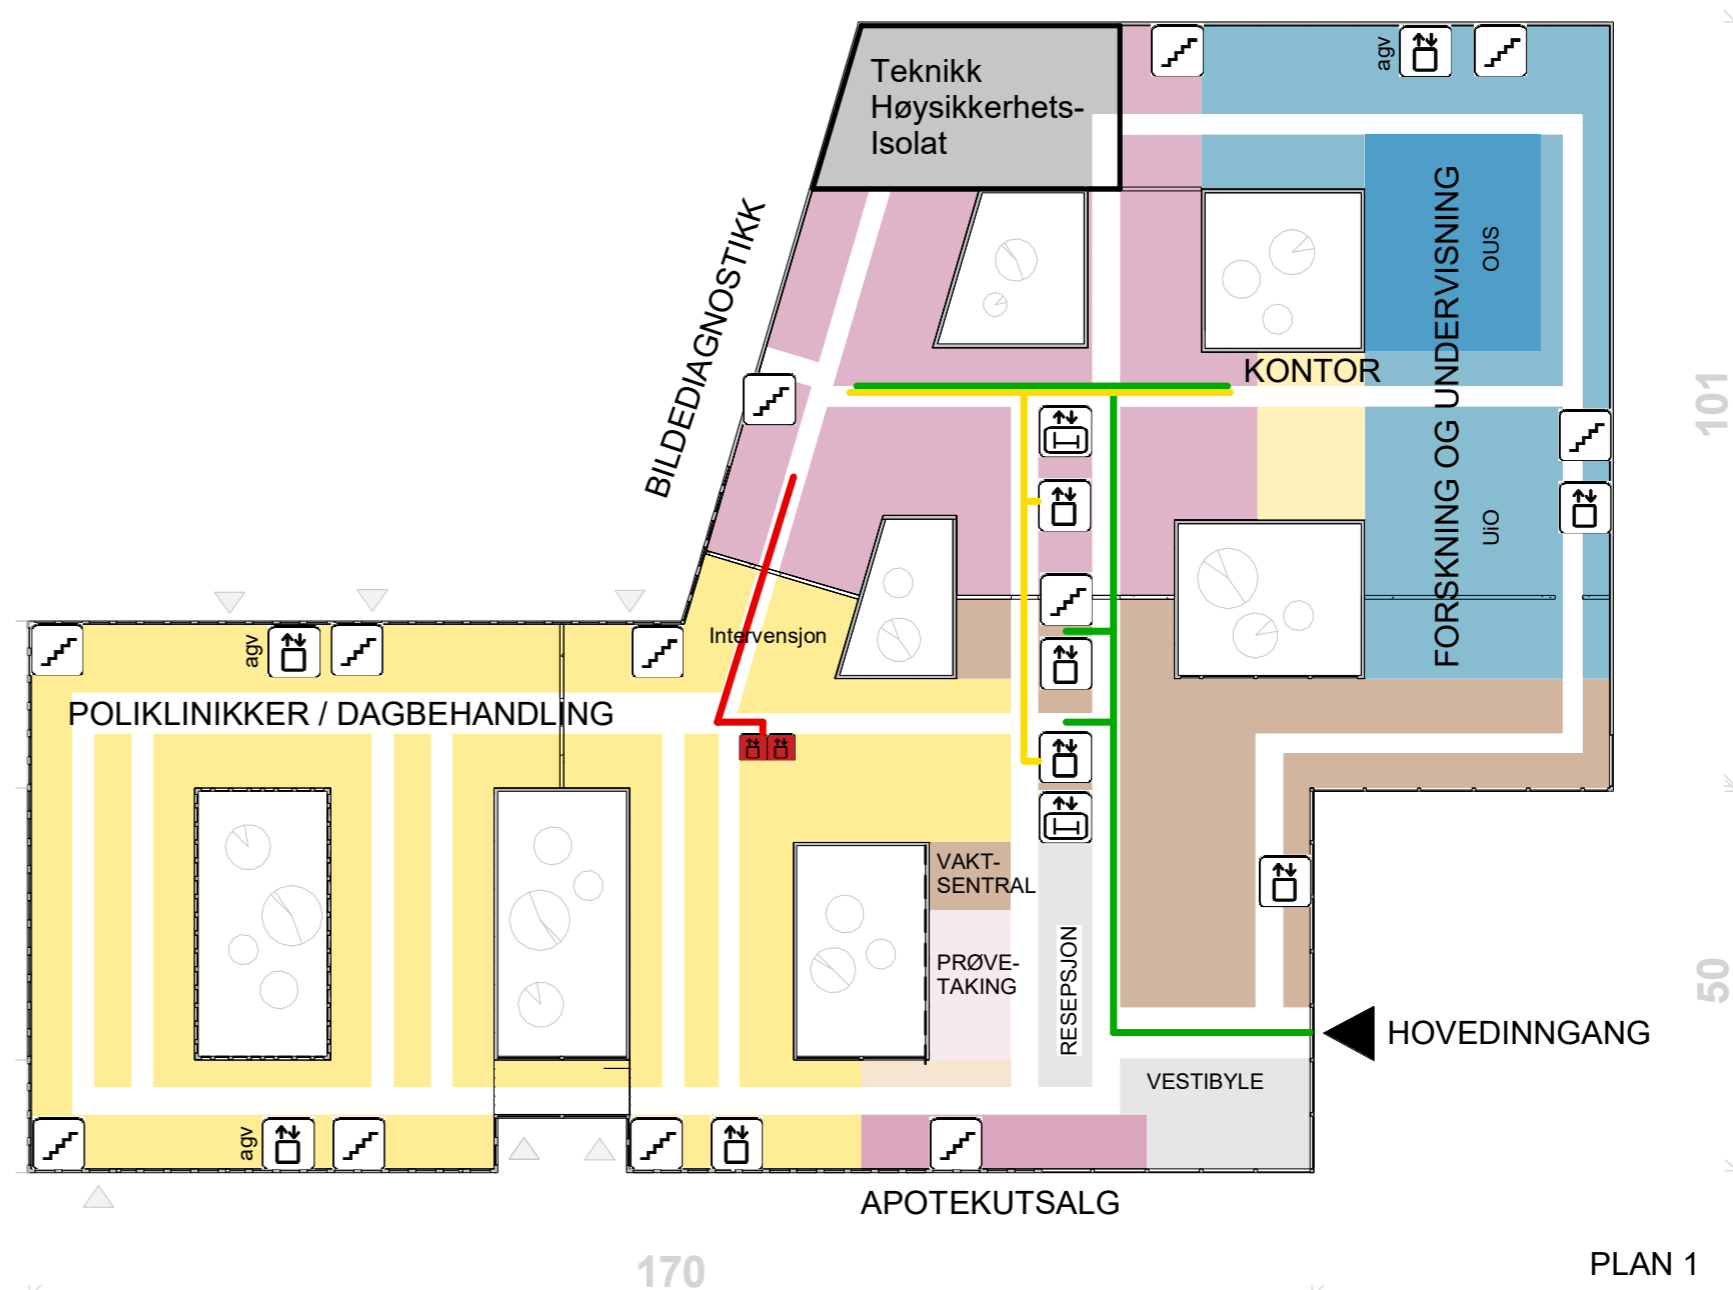 Teknikk
Høysikkerhets-
Isolat
agv
BILDEDIAGNOSTIKK
FORSKNING OG UNDERVISNING
OUS
KONTOR
101
UiO
Intervensjon
agv
POLIKLINIKKER / DAGBEHANDLING
VAKT-
SENTRAL
PRØVE-
TAKING
RESEPSJON
50
HOVEDINNGANG
VESTIBYLE
agv
APOTEKUTSALG
170
PLAN 1